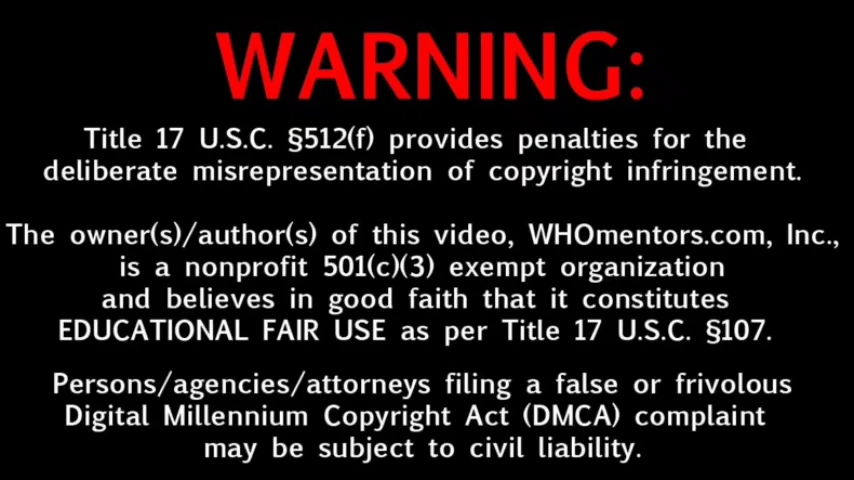 WARNING:
Title 17 U.S.C. §512(f) provides penalties for the
deliberate misrepresentation of copyright infringement.
The owner(s)/author(s) of this video, WHOmentors.com, Inc.,
is a nonprofit 501(c)(3) exempt organization
and believes in good faith that it constitutes
EDUCATIONAL FAIR USE as per Title 17 U.S.C. §107.
Persons/agencies/attorneys filing a false or frivolous
Digital Millennium Copyright Act (DMCA) complaint
may be subject to civil liability.